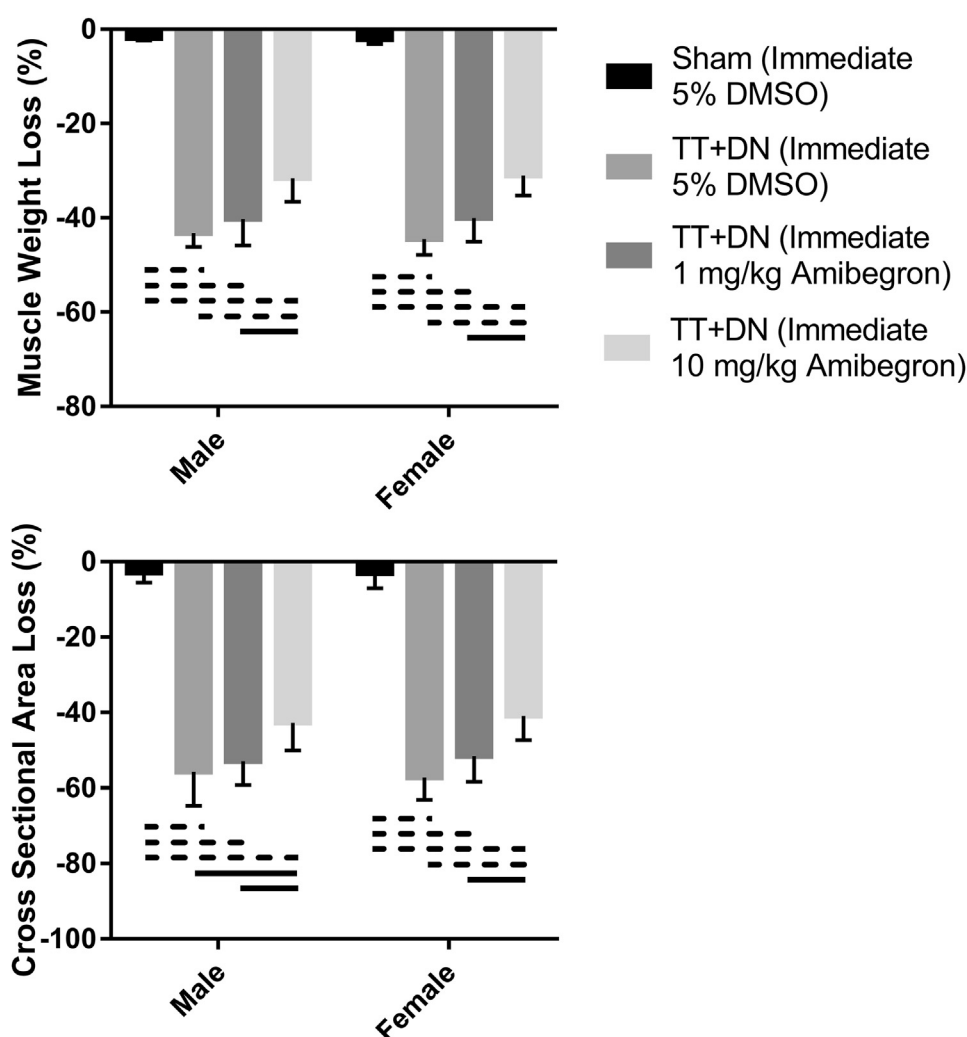 Muscle Weight Loss (%)
0
-20
-40
-60
-80
Male
Female
Sham (Immediate
5% DMSO)
TT+DN (Immediate
5% DMSO)
TT+DN (Immediate
1 mg/kg Amibegron)
TT+DN (Immediate
10 mg/kg Amibegron)
Cross Sectional Area Loss (%)
0
-20
-40
-60
-80
-100
Male
Female